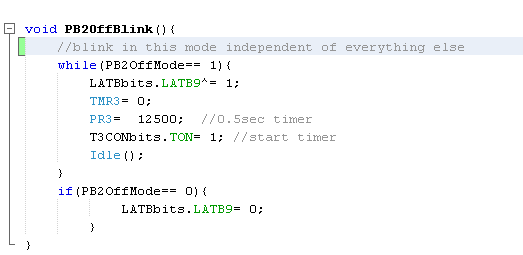 void PB2OffBlink(){
//blink in this mode independent of everything else
while(PB2OffMode== 1){
LATBbits.LATB9^= 1;
TMR3= 0;
PR3=  12500;  //0.5sec timer
T3CONbits.TON= 1; //start timer
Idle();
}
if(PB2OffMode== 0){
LATBbits.LATB9= 0;
}
}